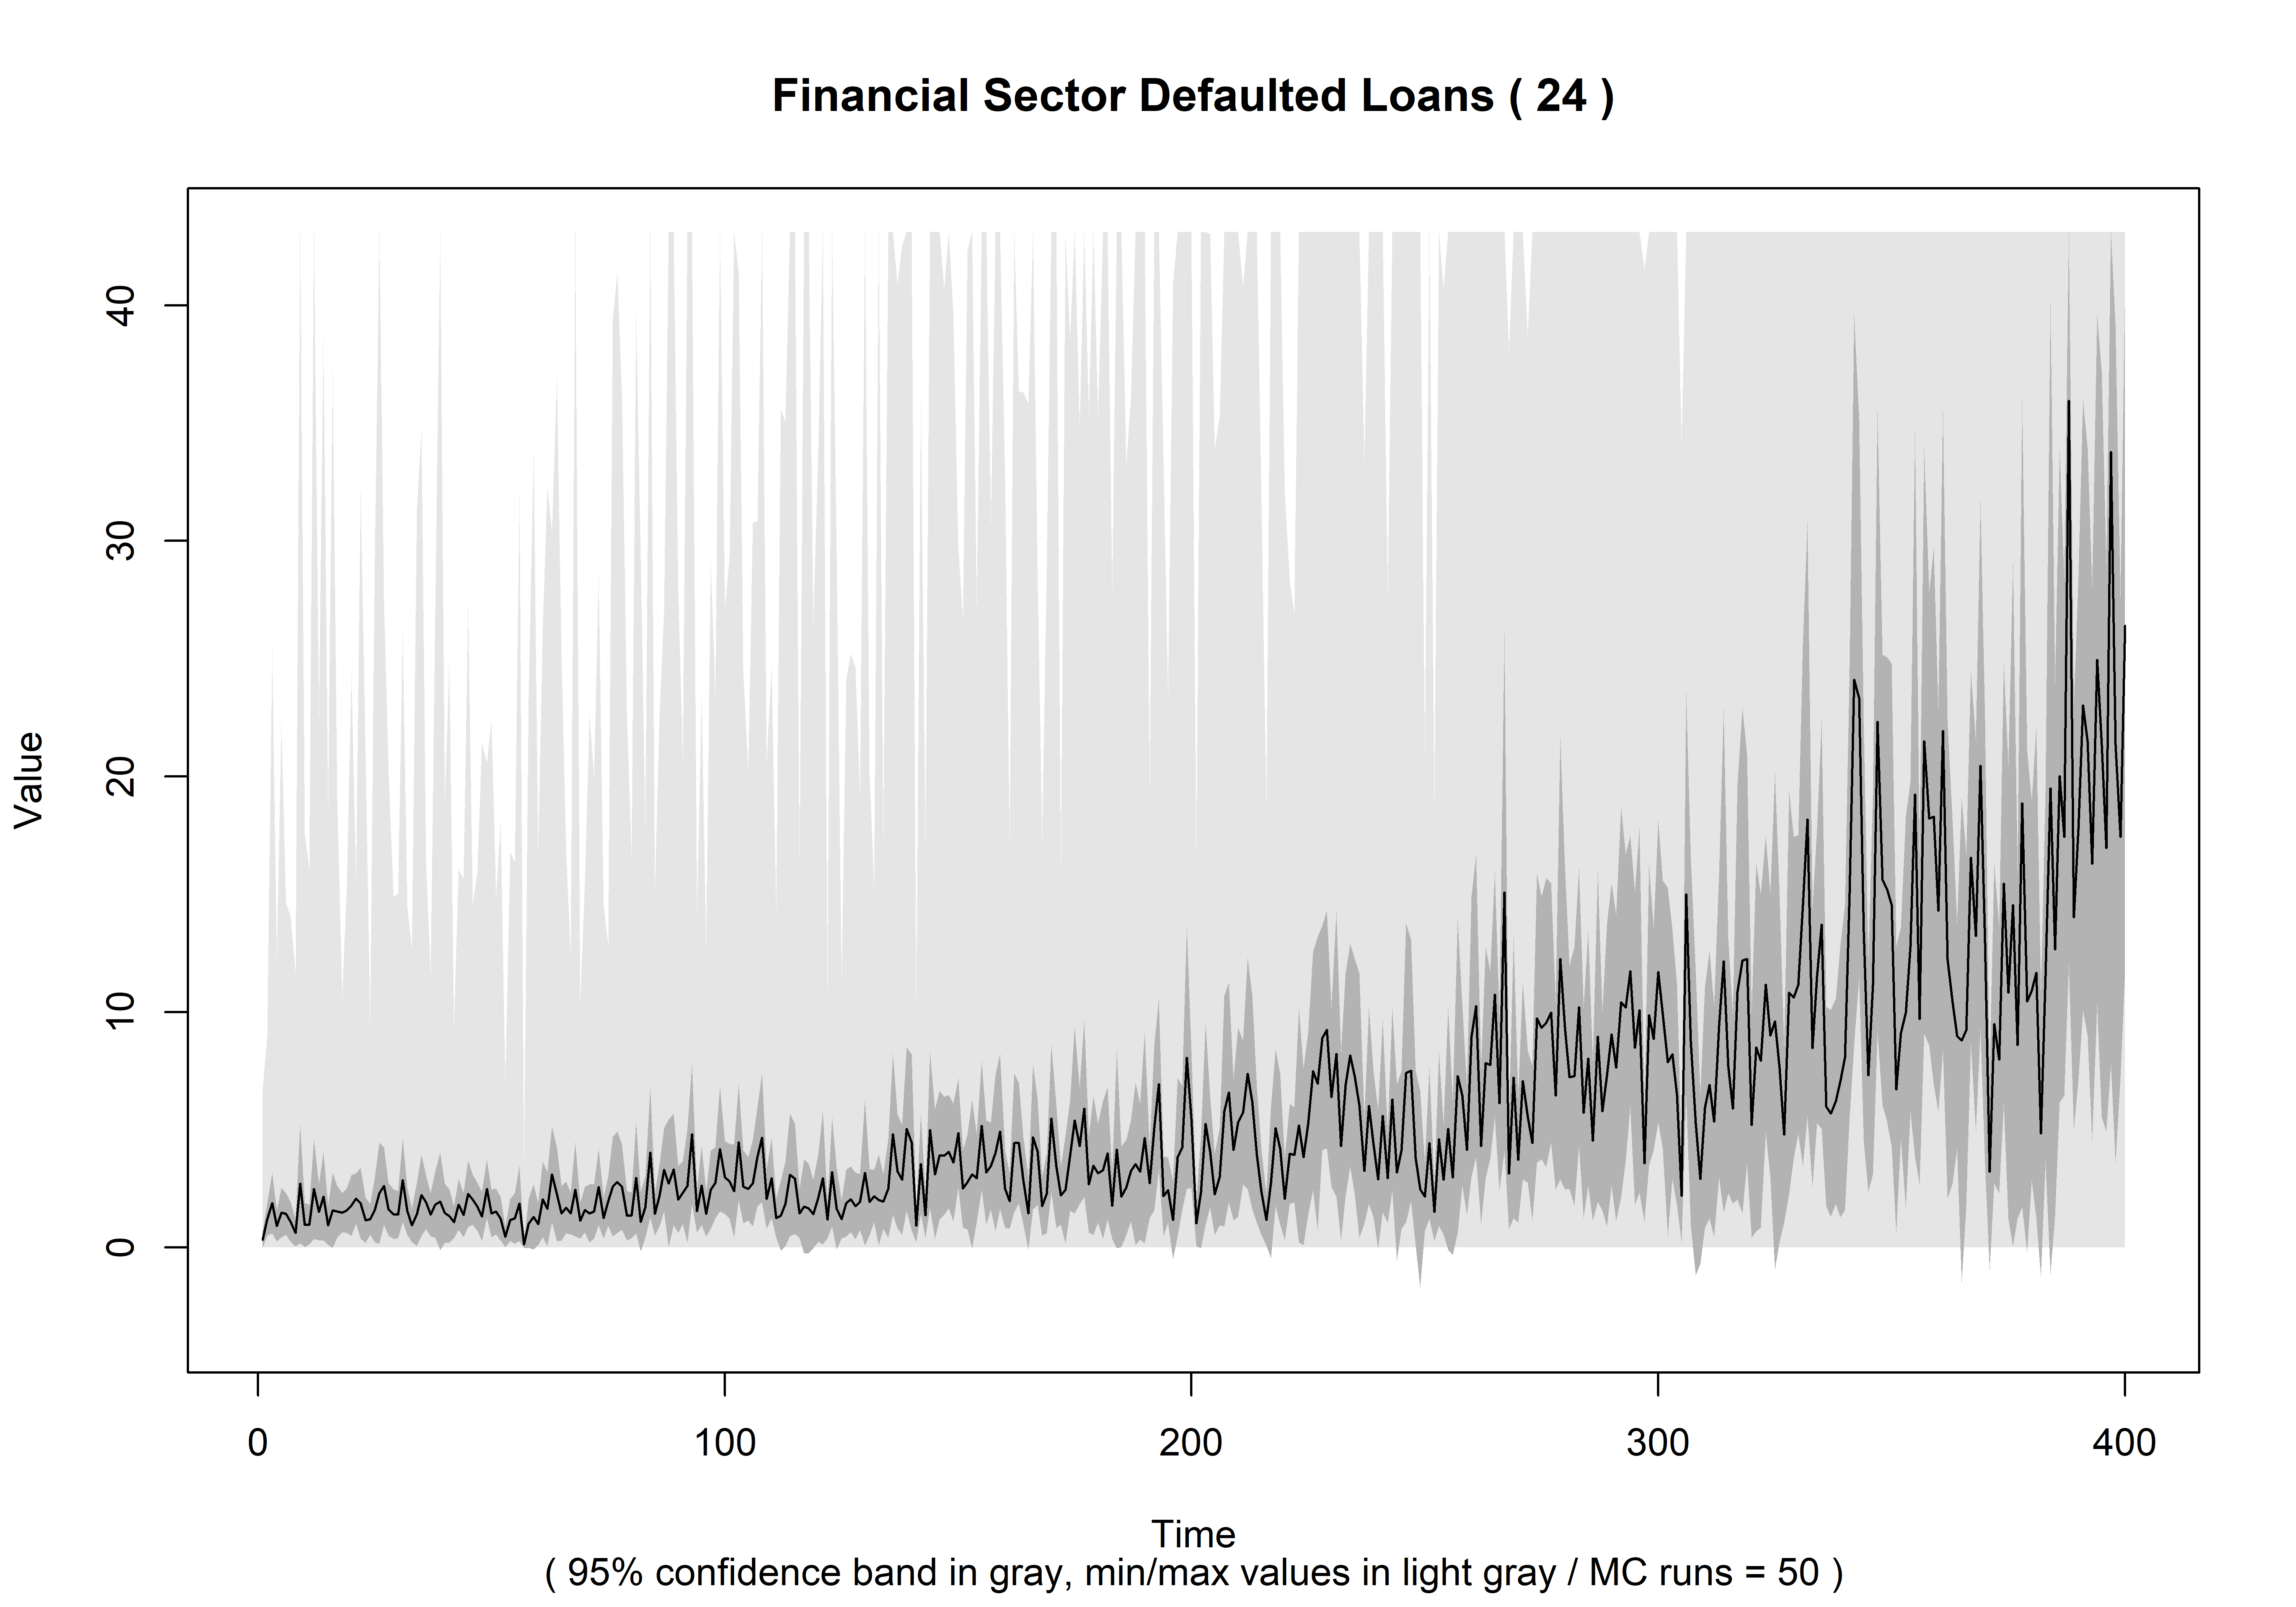 Financial Sector Defaulted Loans ( 24 )
Value
40
30
20
10
0
0 100 200 300 400
Time
( 95% confidence band in gray, min/max values in light gray / MC runs = 50 )